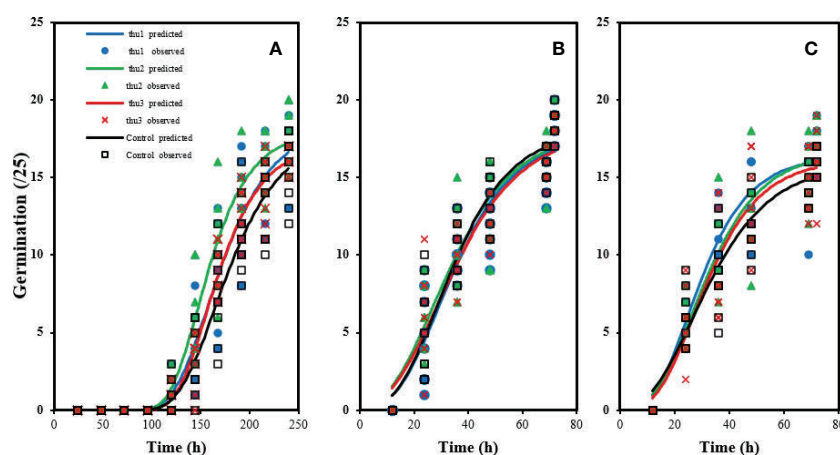 Germination (/25)
25
20
15
10
5
0
thu1 predicted
thu1 observed
thu2 predicted
thu2 observed
thu3 predicted
thu3 observed
Control predicted
Control observed
A
0 50 100 150 200 250
Time (h)
25
20
15
10
5
0
B
0 20 40 60 80
Time (h)
25
20
15
10
5
0
C
0 20 40 60 80
Time (h)